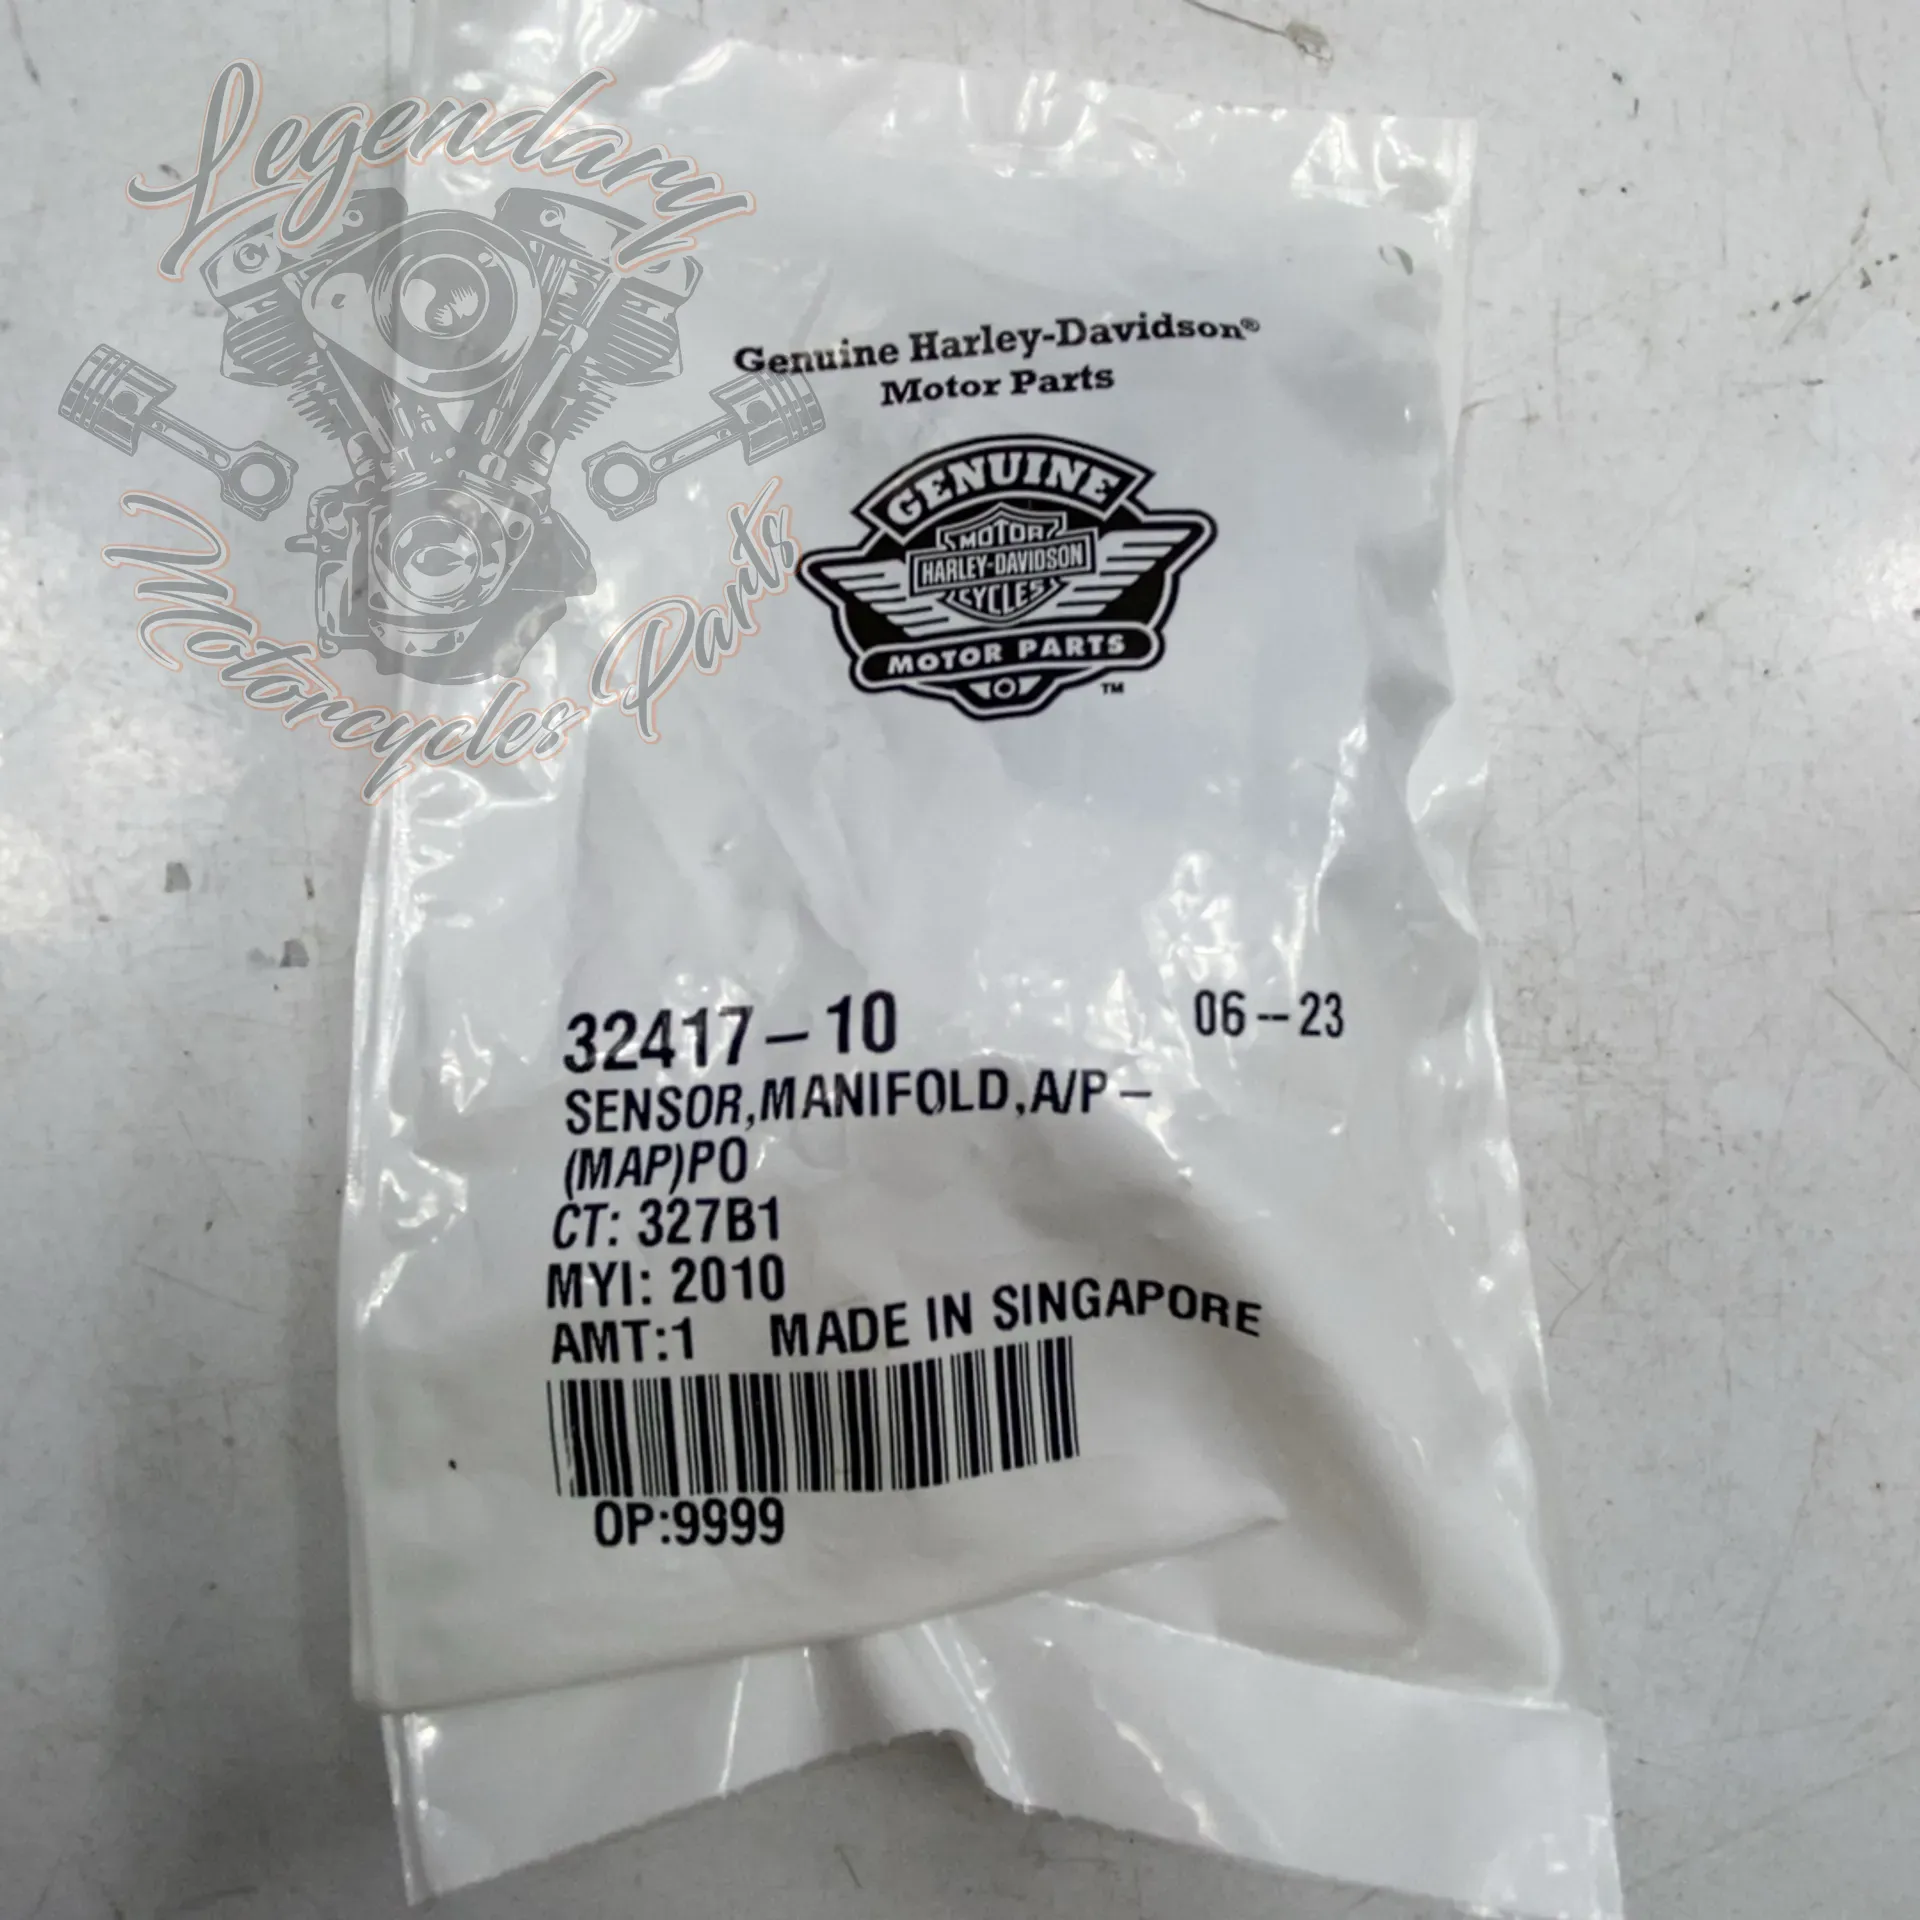 Legendary
Motorcycles Parts
Genuine Harley-Davidson®
Motor Parts
GENUINE
MOTOR
HARLEY-DAVIDSON
CYCLES
MOTOR PARTS
TM
32417-10 06--23
SENSOR,MANIFOLD,A/P-
(MAP)PO
CT: 327B1
MYI: 2010
AMT:1 MADE IN SINGAPORE
OP:9999